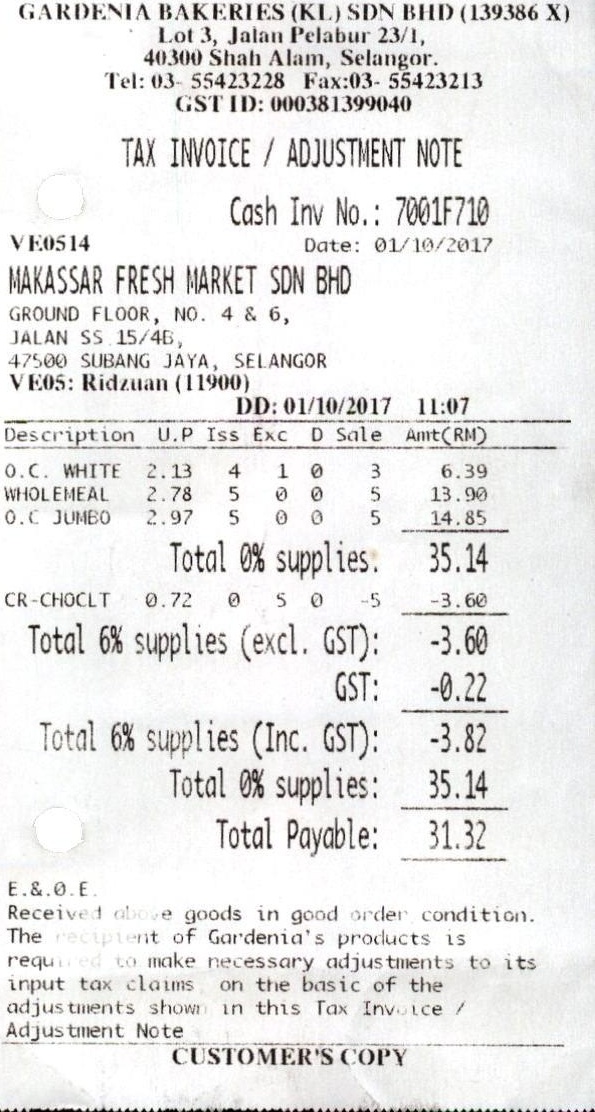 GARDENIA BAKERIES (KL) SDN BHD (139386 X)
Lot 3, Jalan Pelabur 23/1,
40300 Shah Alam, Selangor.
Tel: 03- 55423228 Fax:03- 55423213
GST ID: 000381399040
TAX INVOICE / ADJUSTMENT NOTE
Cash Inv No.: 7001F710
VE0514 Date: 01/10/2017
MAKASSAR FRESH MARKET SDN BHD
GROUND FLOOR, NO. 4 & 6,
JALAN SS 15/4B,
47500 SUBANG JAYA, SELANGOR
VE05: Ridzuan (11900)
DD: 01/10/2017 11:07
Description U.P Iss Exc D Sale Amt(RM)
O.C. WHITE 2.13 4 1 0 3 6.39
WHOLEMEAL 2.78 5 0 0 5 13.90
O.C JUMBO 2.97 5 0 0 5 14.85
Total 0% supplies: 35.14
CR-CHOCLT 0.72 0 5 0 -5 -3.60
Total 6% supplies (excl. GST): -3.60
GST: -0.22
Total 6% supplies (Inc. GST): -3.82
Total 0% supplies: 35.14
Total Payable: 31.32
E.&.O.E.
Received above goods in good order condition.
The recipient of Gardenia's products is
required to make necessary adjustments to its
input tax claims on the basic of the
adjustments shown in this Tax Invoice /
Adjustment Note
CUSTOMER'S COPY